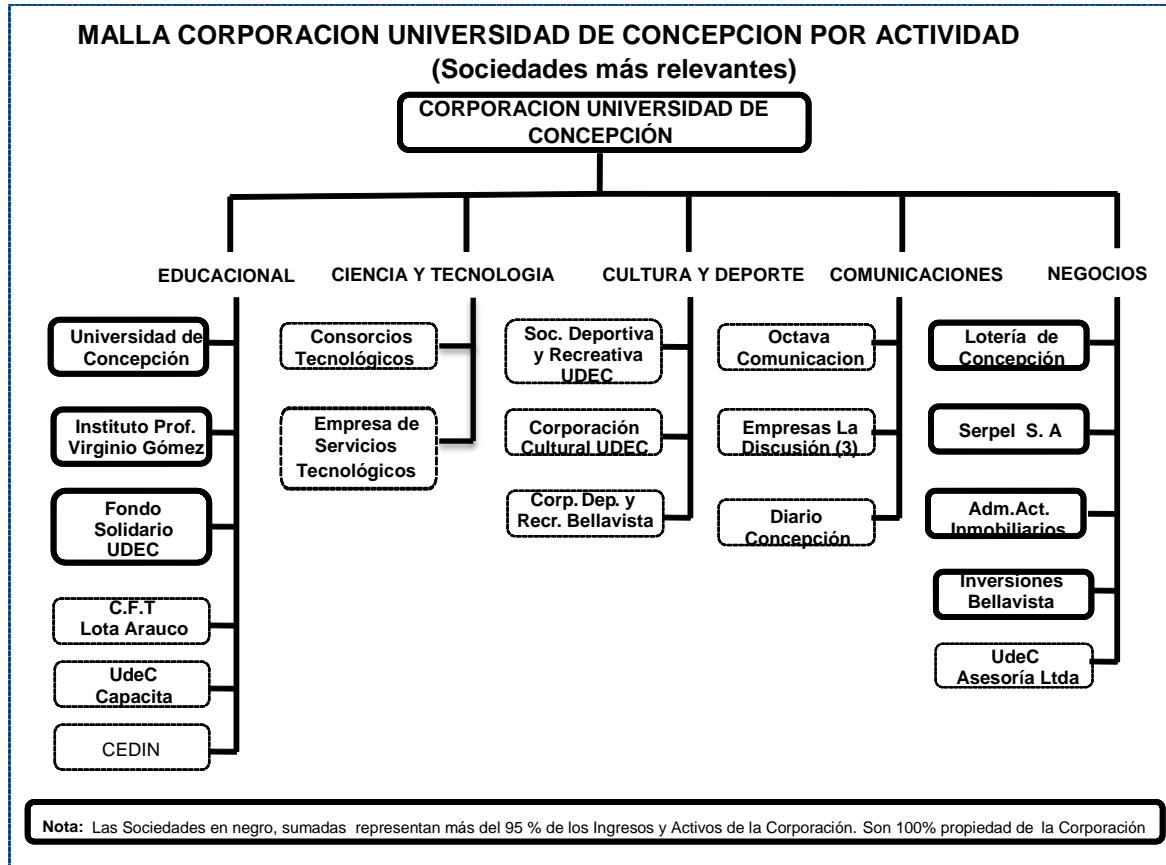 MALLA CORPORACION UNIVERSIDAD DE CONCEPCION POR ACTIVIDAD
(Sociedades más relevantes)
CORPORACION UNIVERSIDAD DE
CONCEPCIÓN
EDUCACIONAL
Universidad de
Concepción
Instituto Prof.
Virginio Gómez
Fondo
Solidario
UDEC
C.F.T
Lota Arauco
UdeC
Capacita
CEDIN
CIENCIA Y TECNOLOGIA
Consorcios
Tecnológicos
Empresa de
Servicios
Tecnológicos
CULTURA Y DEPORTE
Soc. Deportiva
y Recreativa
UDEC
Corporación
Cultural UDEC
Corp. Dep. y
Recr. Bellavista
COMUNICACIONES
Octava
Comunicacion
Empresas La
Discusión (3)
Diario
Concepción
NEGOCIOS
Lotería de
Concepción
Serpel S. A
Adm.Act.
Inmobiliarios
Inversiones
Bellavista
UdeC
Asesoría Ltda
Nota: Las Sociedades en negro, sumadas representan más del 95 % de los Ingresos y Activos de la Corporación. Son 100% propiedad de la Corporación